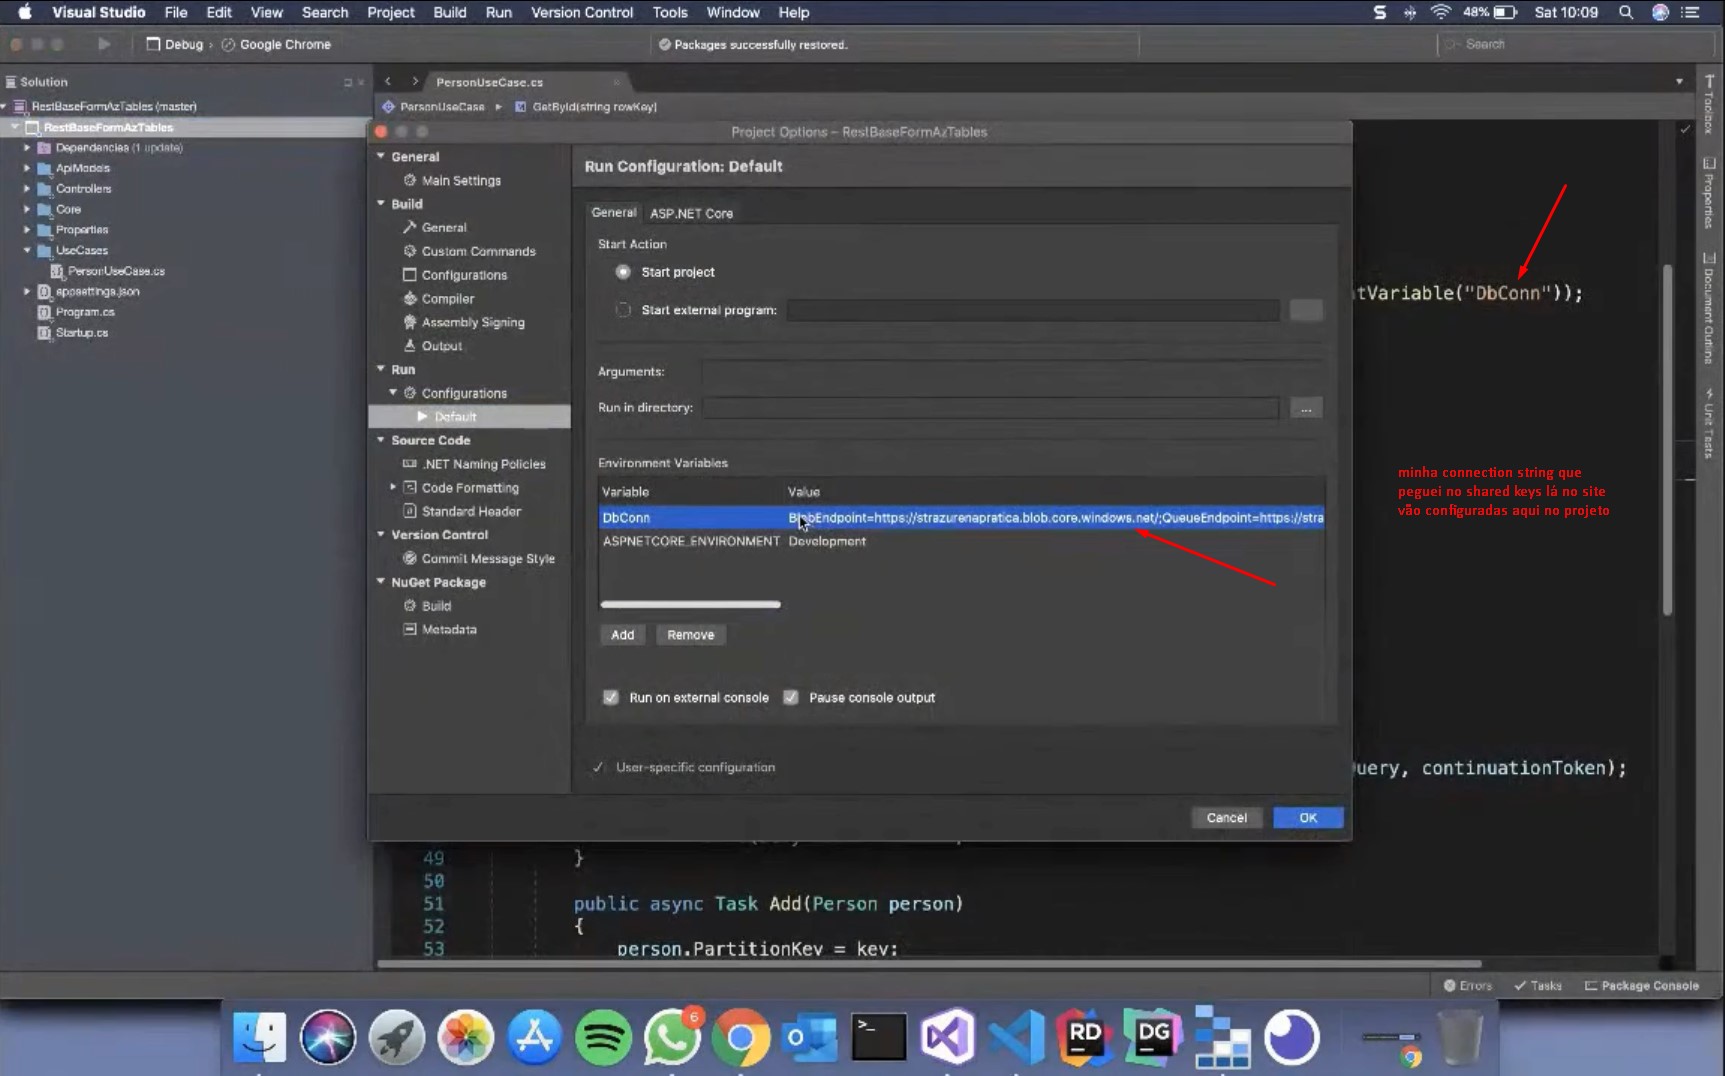 Visual Studio File Edit View Search Project Build Run Version Control Tools Window Help 48% Sat 10:09
Debug › Google Chrome Packages successfully restored. Search
Solution
RestBaseFormAzTables (master)
RestBaseFormAzTables
Dependencies (1 update)
ApiModels
Controllers
Core
Properties
UseCases
PersonUseCase.cs
appsettings.json
Program.cs
Startup.cs
PersonUseCase.cs
PersonUseCase GetById(string rowKey)
Project Options – RestBaseFormAzTables
General
Main Settings
Build
General
Custom Commands
Configurations
Compiler
Assembly Signing
Output
Run
Configurations
Default
Source Code
.NET Naming Policies
Code Formatting
Standard Header
Version Control
Commit Message Style
NuGet Package
Build
Metadata
Run Configuration: Default
General ASP.NET Core
Start Action
Start project
Start external program:
Arguments:
Run in directory: ...
Environment Variables
Variable Value
DbConn BlobEndpoint=https://strazurenapratica.blob.core.windows.net/;QueueEndpoint=https://stra
ASPNETCORE_ENVIRONMENT Development
Add Remove
Run on external console Pause console output
User-specific configuration
Cancel OK
tVariable("DbConn"));
minha connection string que
peguei no shared keys lá no site
vão configuradas aqui no projeto
uery, continuationToken);
49 }
50
51 public async Task Add(Person person)
52 {
53 person.PartitionKey = key;
Toolbox
Properties
Document Outline
Unit Tests
Errors Tasks Package Console
6
>_
RD
DG